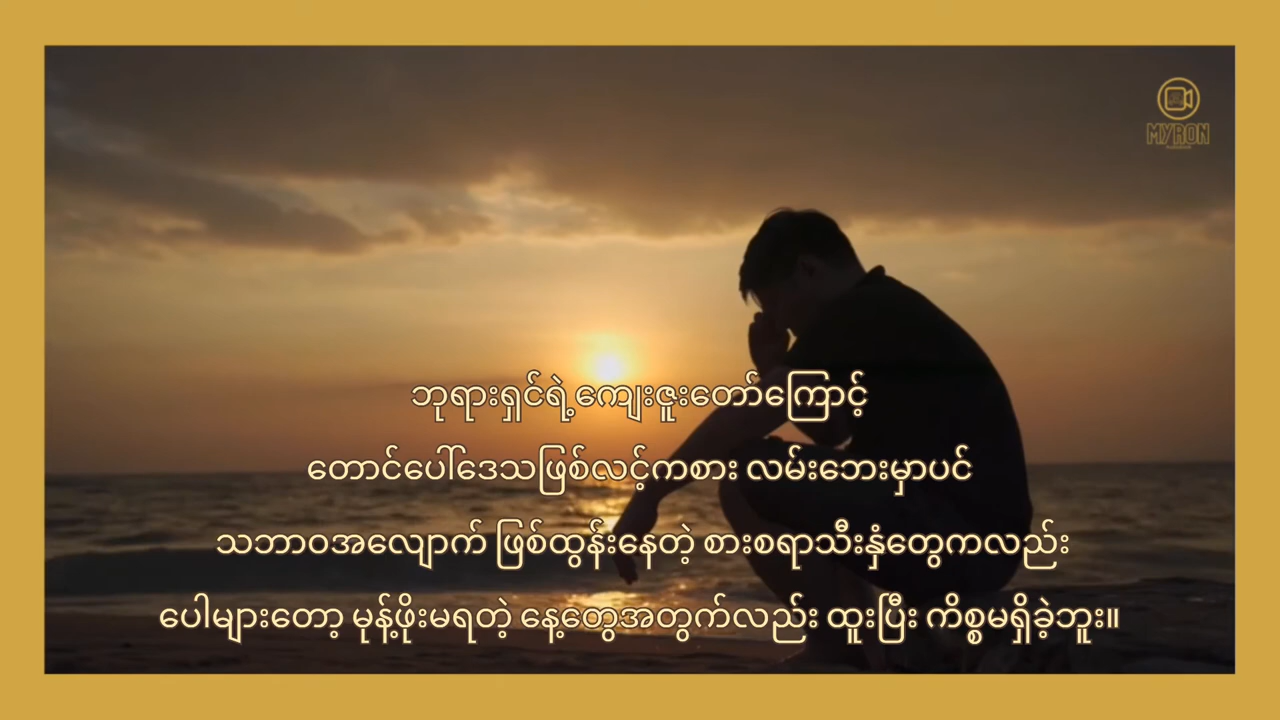 MYRON
ဘုရားရှင်ရဲ့ကျေးဇူးတော်ကြောင့်
တောင်ပေါ်ဒေသဖြစ်လင့်ကစား လမ်းဘေးမှာပင်
သဘာဝအလျောက် ဖြစ်ထွန်းနေတဲ့ စားစရာသီးနှံတွေကလည်း
ပေါများတော့ မုန့်ဖိုးမရတဲ့ နေ့တွေအတွက်လည်း ထူးပြီး ကိစ္စမရှိခဲ့ဘူး။